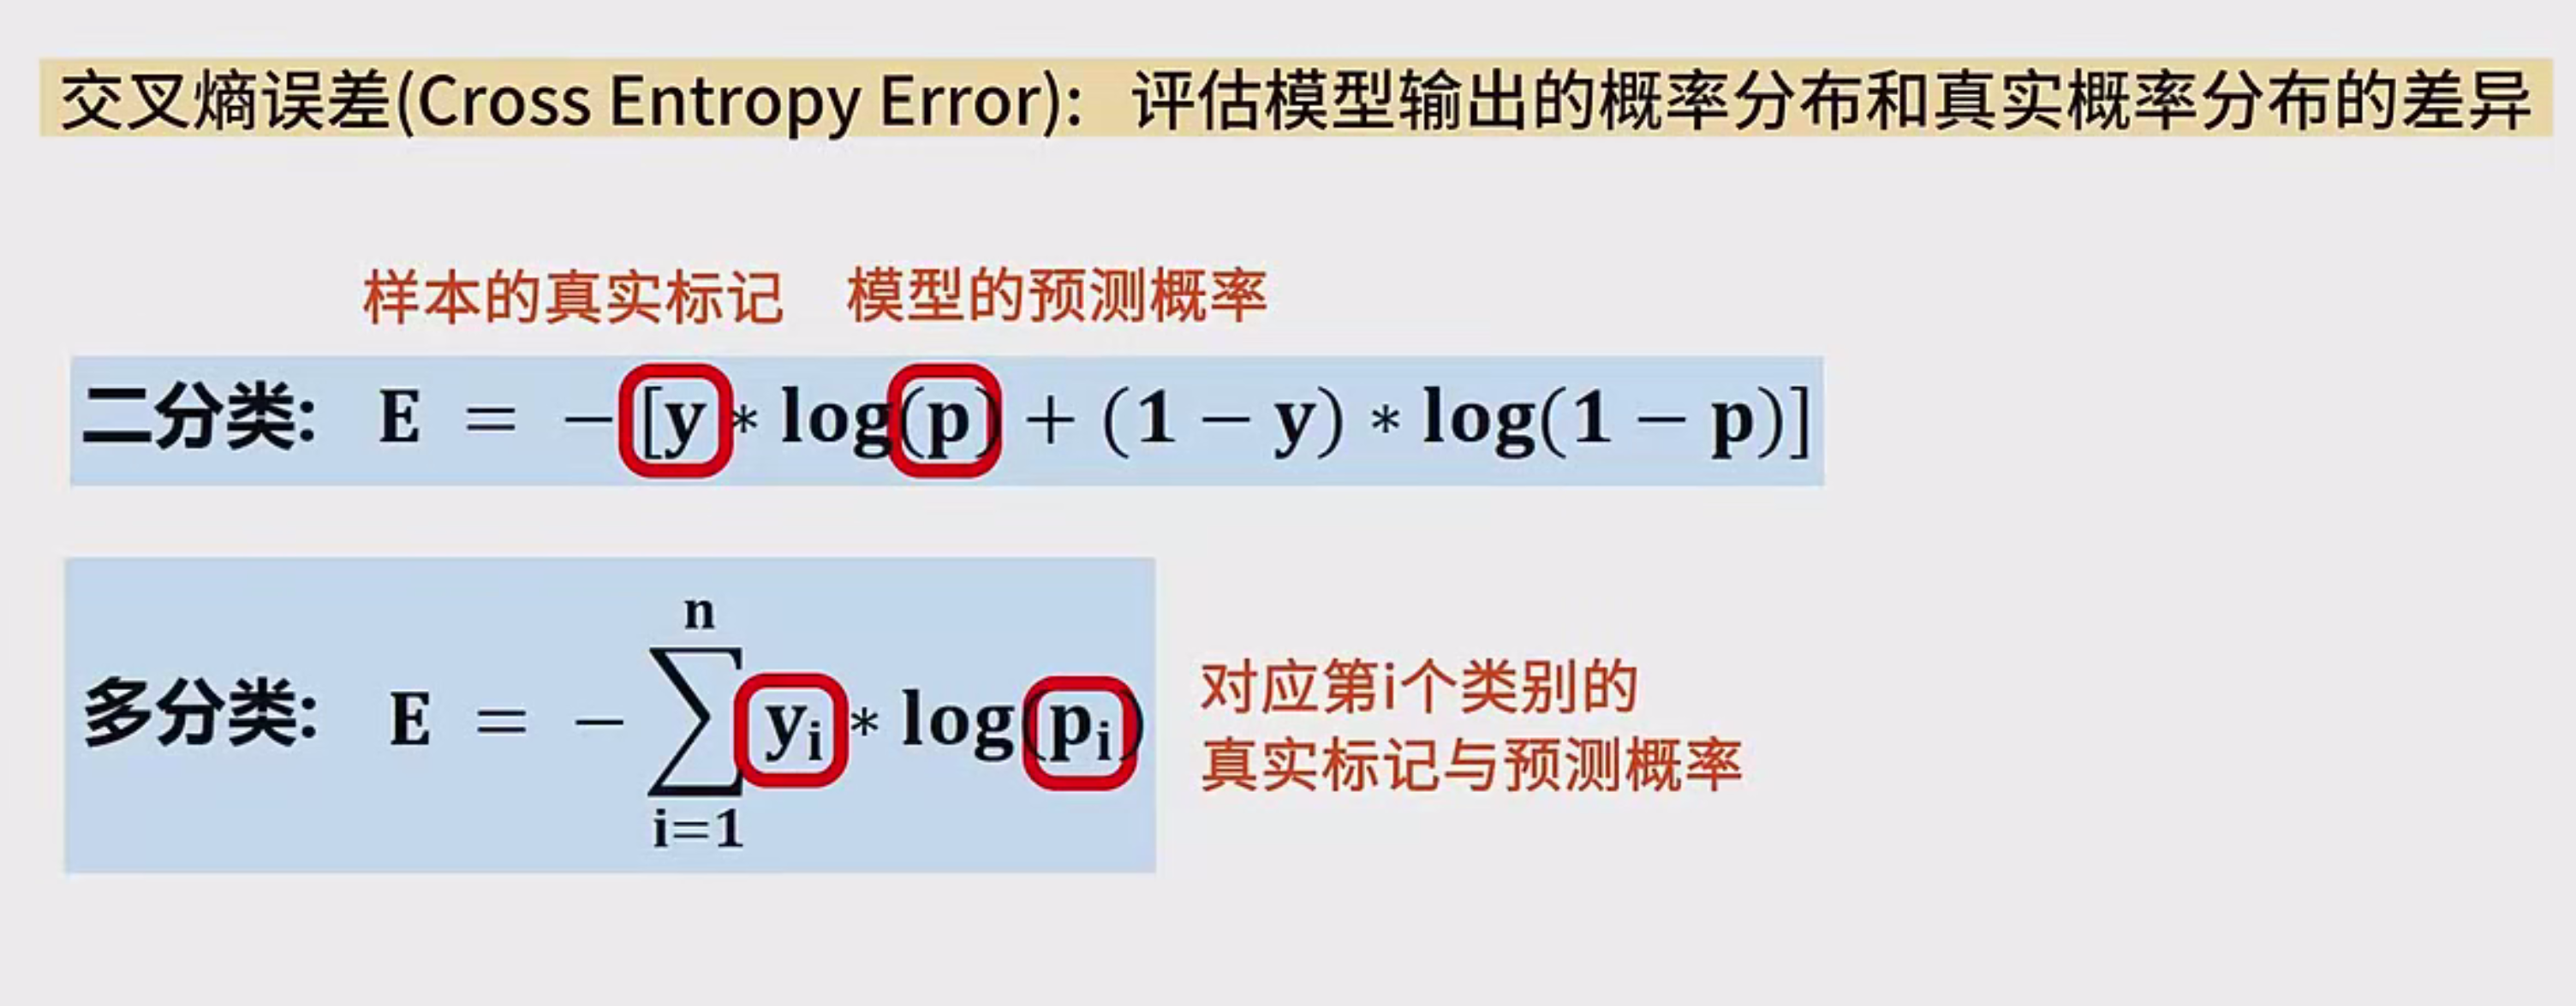 交叉熵误差(Cross Entropy Error): 评估模型输出的概率分布和真实概率分布的差异
样本的真实标记 模型的预测概率
二分类: E = −[y * log(p) + (1 − y) * log(1 − p)]
n
多分类: E = − ∑ yᵢ * log(pᵢ)
i=1
对应第i个类别的
真实标记与预测概率